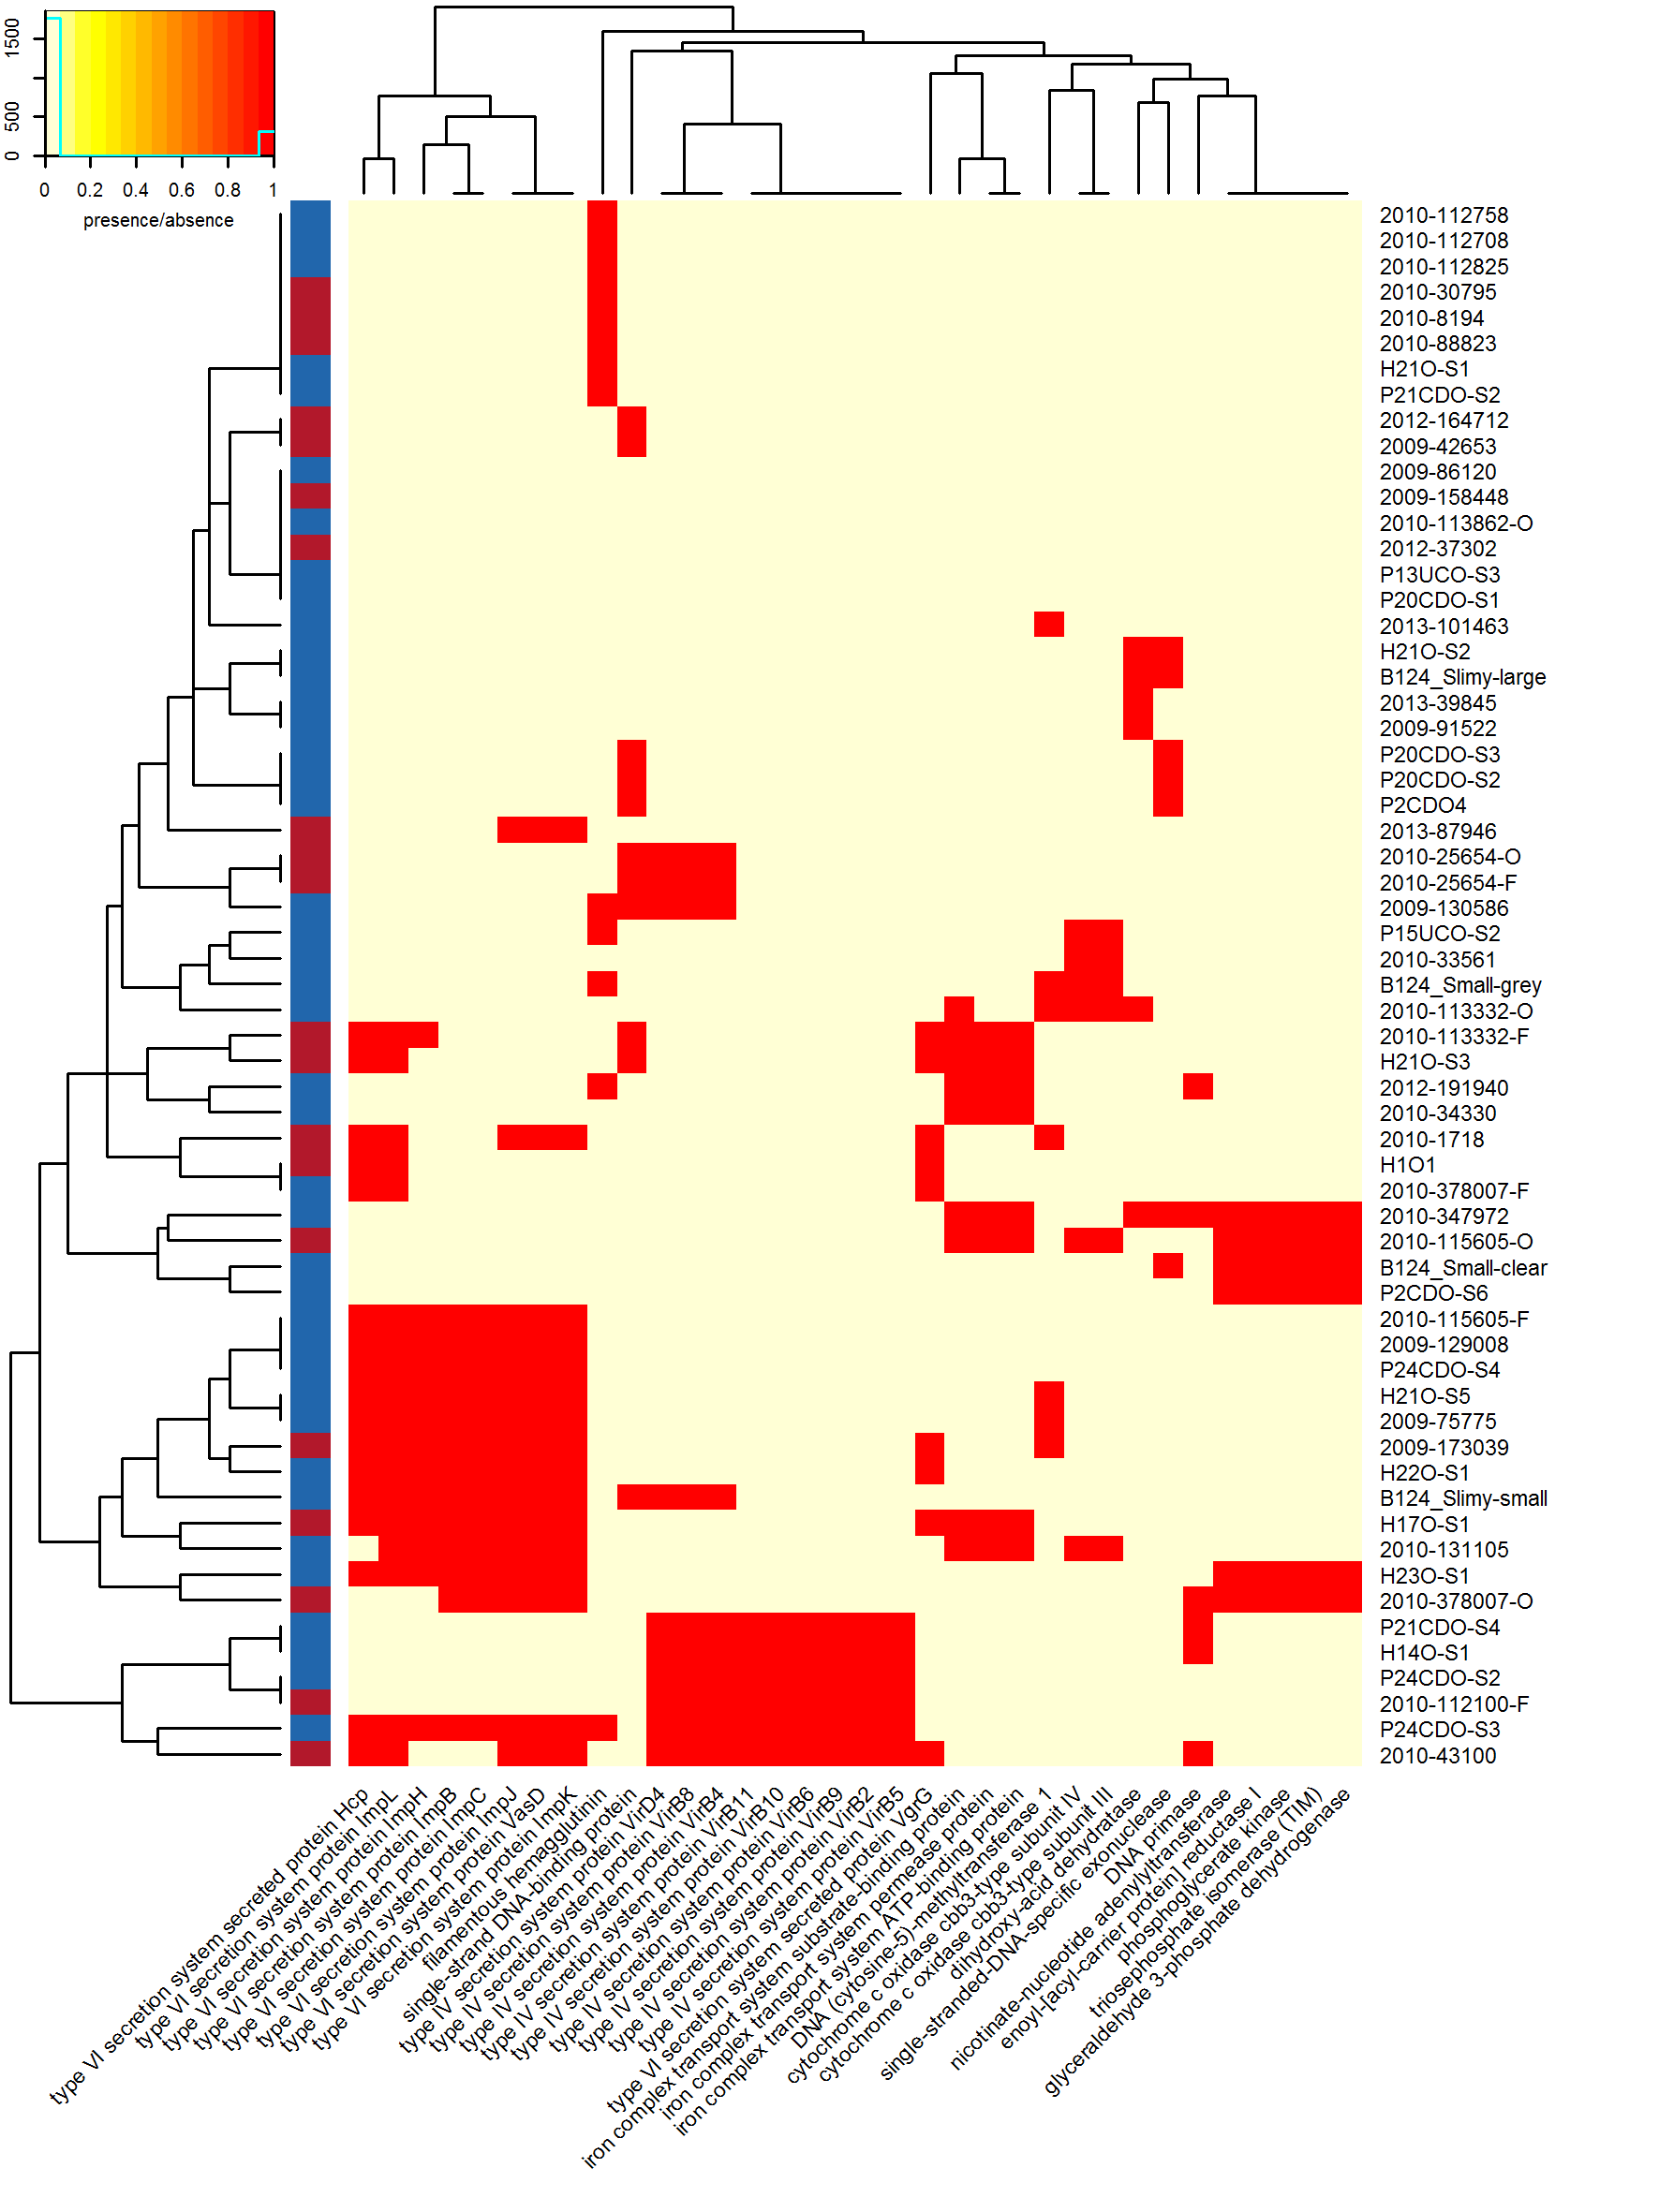 1500
500
0
0 0.2 0.4 0.6 0.8 1
presence/absence
2010-112758
2010-112708
2010-112825
2010-30795
2010-8194
2010-88823
H21O-S1
P21CDO-S2
2012-164712
2009-42653
2009-86120
2009-158448
2010-113862-O
2012-37302
P13UCO-S3
P20CDO-S1
2013-101463
H21O-S2
B124_Slimy-large
2013-39845
2009-91522
P20CDO-S3
P20CDO-S2
P2CDO4
2013-87946
2010-25654-O
2010-25654-F
2009-130586
P15UCO-S2
2010-33561
B124_Small-grey
2010-113332-O
2010-113332-F
H21O-S3
2012-191940
2010-34330
2010-1718
H1O1
2010-378007-F
2010-347972
2010-115605-O
B124_Small-clear
P2CDO-S6
2010-115605-F
2009-129008
P24CDO-S4
H21O-S5
2009-75775
2009-173039
H22O-S1
B124_Slimy-small
H17O-S1
2010-131105
H23O-S1
2010-378007-O
P21CDO-S4
H14O-S1
P24CDO-S2
2010-112100-F
P24CDO-S3
2010-43100
type VI secretion system secreted protein Hcp
type VI secretion system protein ImpL
type VI secretion system protein ImpH
type VI secretion system protein ImpB
type VI secretion system protein ImpC
type VI secretion system protein ImpJ
type VI secretion system protein VasD
type VI secretion system protein ImpK
filamentous hemagglutinin
single-strand DNA-binding protein
type IV secretion system protein VirD4
type IV secretion system protein VirB8
type IV secretion system protein VirB4
type IV secretion system protein VirB11
type IV secretion system protein VirB10
type IV secretion system protein VirB6
type IV secretion system protein VirB9
type IV secretion system protein VirB2
type IV secretion system protein VirB5
type VI secretion system secreted protein VgrG
iron complex transport system substrate-binding protein
iron complex transport system permease protein
iron complex transport system ATP-binding protein
DNA (cytosine-5)-methyltransferase 1
cytochrome c oxidase cbb3-type subunit IV
cytochrome c oxidase cbb3-type subunit III
dihydroxy-acid dehydratase
single-stranded-DNA-specific exonuclease
DNA primase
nicotinate-nucleotide adenylyltransferase
enoyl-[acyl-carrier protein] reductase I
phosphoglycerate kinase
triosephosphate isomerase (TIM)
glyceraldehyde 3-phosphate dehydrogenase